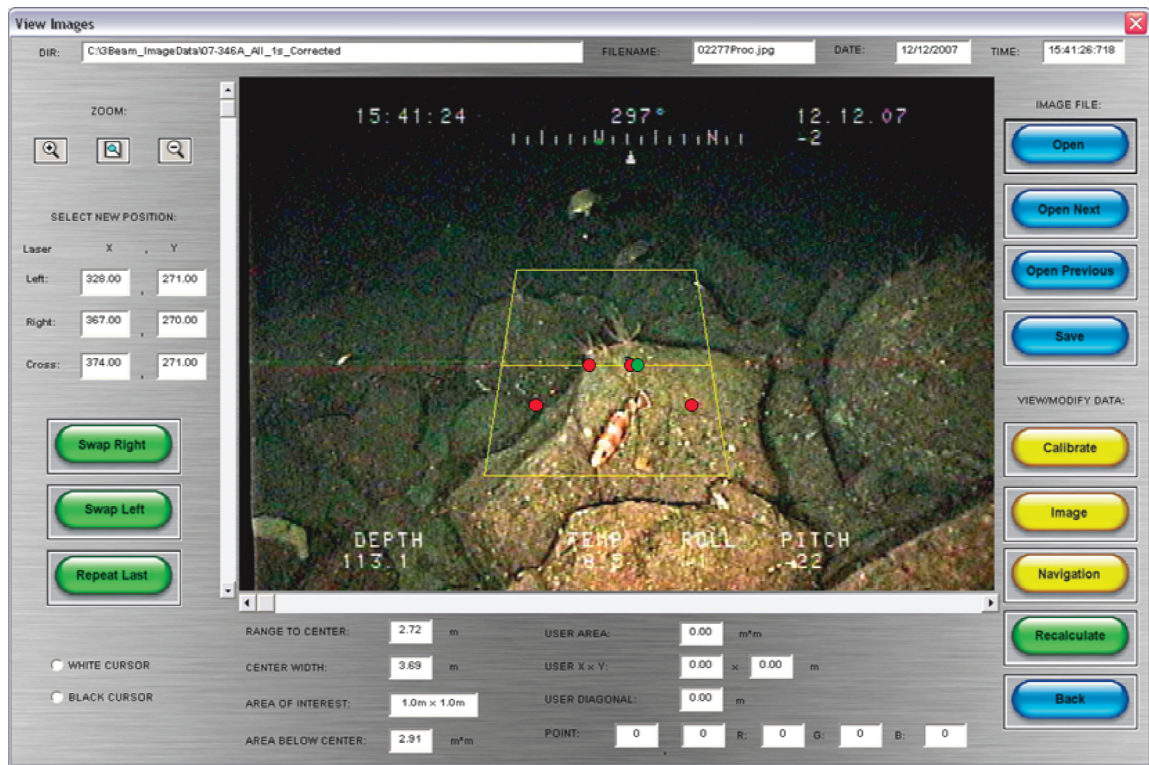 View Images
DIR: C:\3Beam_ImageData\07-346A_All_1s_Corrected FILENAME: 02277Proc.jpg DATE: 12/12/2007 TIME: 15:41:26:718
ZOOM:
SELECT NEW POSITION:
Laser X , Y
Left: 328.00 , 271.00
Right: 367.00 , 270.00
Cross: 374.00 , 271.00
Swap Right
Swap Left
Repeat Last
WHITE CURSOR
BLACK CURSOR
15:41:24 297° 12.12.07
W N -2
DEPTH TEMP ROLL PITCH
113.1 8.5 -1 -22
IMAGE FILE:
Open
Open Next
Open Previous
Save
VIEW/MODIFY DATA:
Calibrate
Image
Navigation
Recalculate
Back
RANGE TO CENTER: 2.72 m USER AREA: 0.00 m*m
CENTER WIDTH: 3.69 m USER X x Y: 0.00 x 0.00 m
AREA OF INTEREST: 1.0m x 1.0m USER DIAGONAL: 0.00 m
AREA BELOW CENTER: 2.91 m*m POINT: 0 , 0 R: 0 G: 0 B: 0